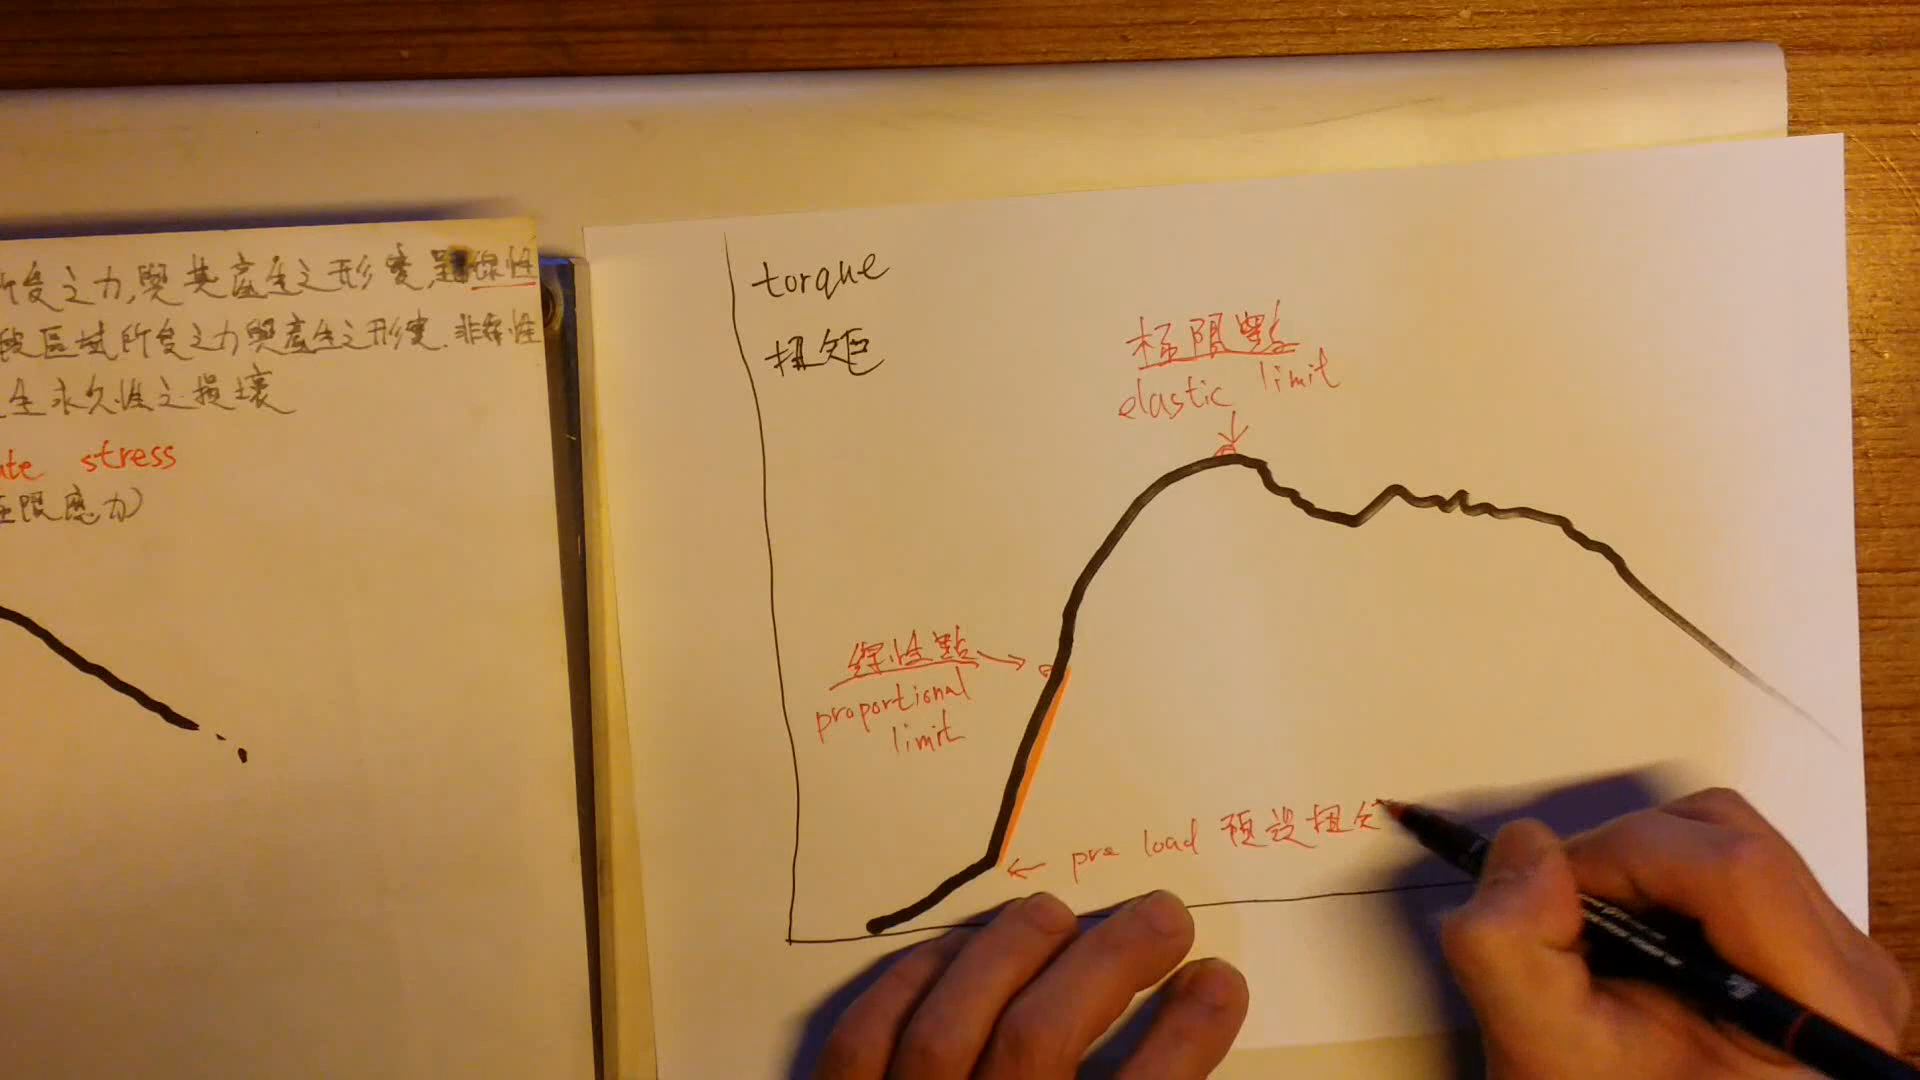 所受之力,與其產生之形變,是線性
段區域所受之力與產生之形變.非線性
生永久性之損壞
ate stress
極限應力)
torque
扭矩
極限點
elastic limit
線性點
proportional
limit
pre load 預設扭